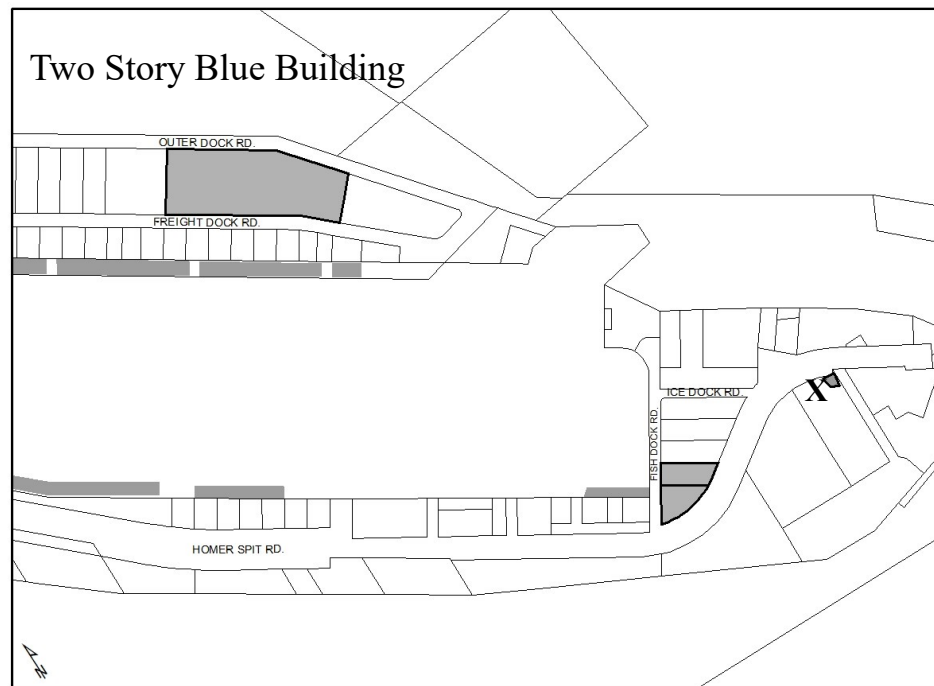 Two Story Blue Building
OUTER DOCK RD.
FREIGHT DOCK RD.
ICE DOCK RD.
X
FISH DOCK RD.
HOMER SPIT RD.
N